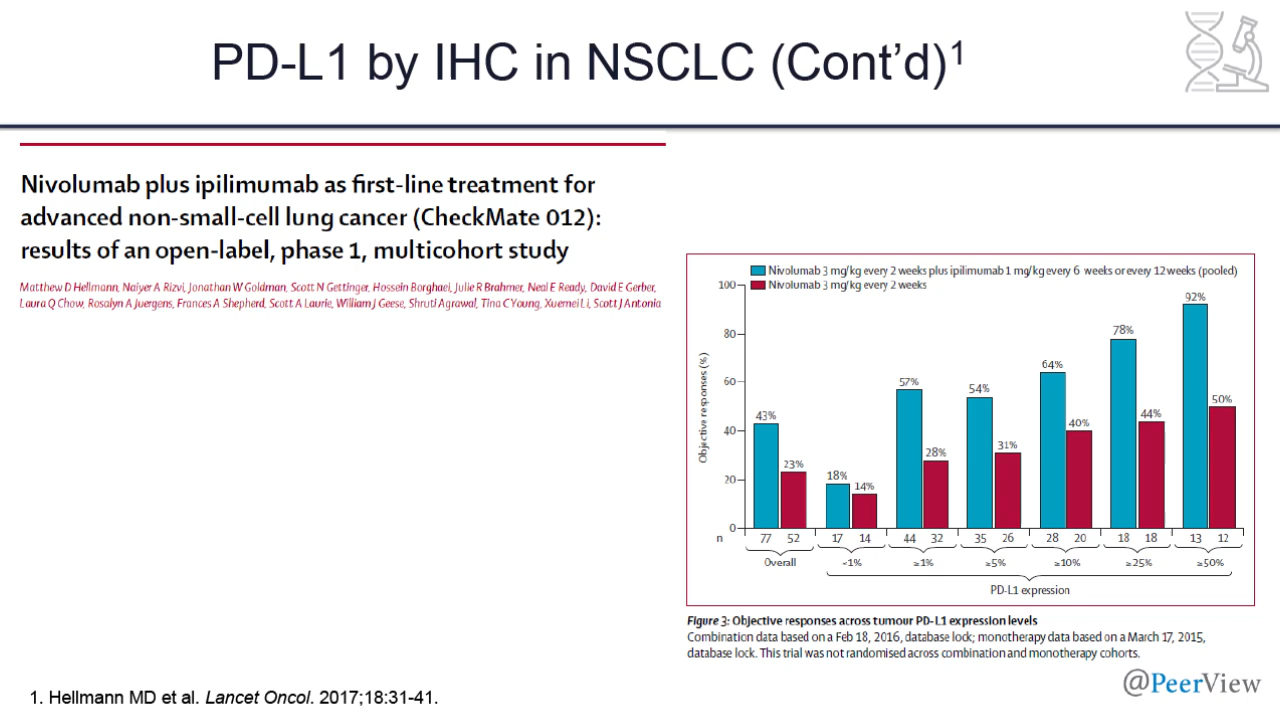 PD-L1 by IHC in NSCLC (Cont’d)1
Nivolumab plus ipilimumab as first-line treatment for
advanced non-small-cell lung cancer (CheckMate 012):
results of an open-label, phase 1, multicohort study
Matthew D Hellmann, Naiyer A Rizvi, Jonathan W Goldman, Scott N Gettinger, Hossein Borghaei, Julie R Brahmer, Neal E Ready, David E Gerber,
Laura Q Chow, Rosalyn A Juergens, Frances A Shepherd, Scott A Laurie, William J Geese, Shruti Agrawal, Tina C Young, Xuemei Li, Scott J Antonia
Nivolumab 3 mg/kg every 2 weeks plus ipilimumab 1 mg/kg every 6 weeks or every 12 weeks (pooled)
Nivolumab 3 mg/kg every 2 weeks
Objective responses (%)
100
80
60
40
20
0
43%
23%
18%
14%
57%
28%
54%
31%
64%
40%
78%
44%
92%
50%
n 77 52 17 14 44 32 35 26 28 20 18 18 13 12
Overall <1% ≥1% ≥5% ≥10% ≥25% ≥50%
PD-L1 expression
Figure 3: Objective responses across tumour PD-L1 expression levels
Combination data based on a Feb 18, 2016, database lock; monotherapy data based on a March 17, 2015,
database lock. This trial was not randomised across combination and monotherapy cohorts.
@PeerView
1. Hellmann MD et al. Lancet Oncol. 2017;18:31-41.